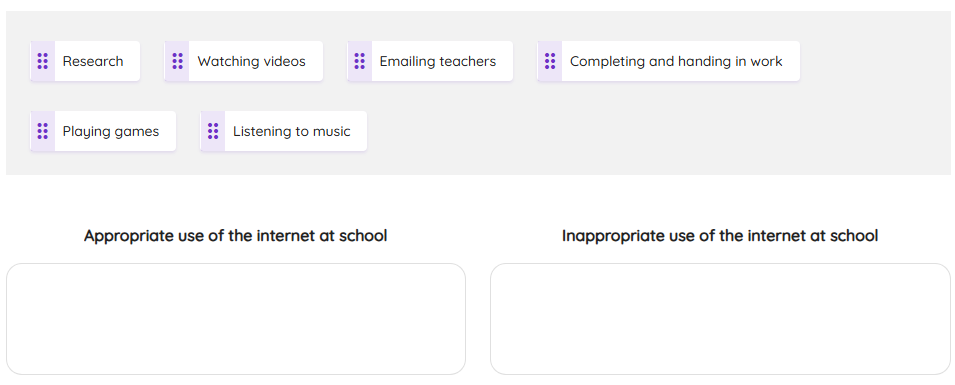 Research Watching videos Emailing teachers Completing and handing in work
Playing games Listening to music
Appropriate use of the internet at school Inappropriate use of the internet at school